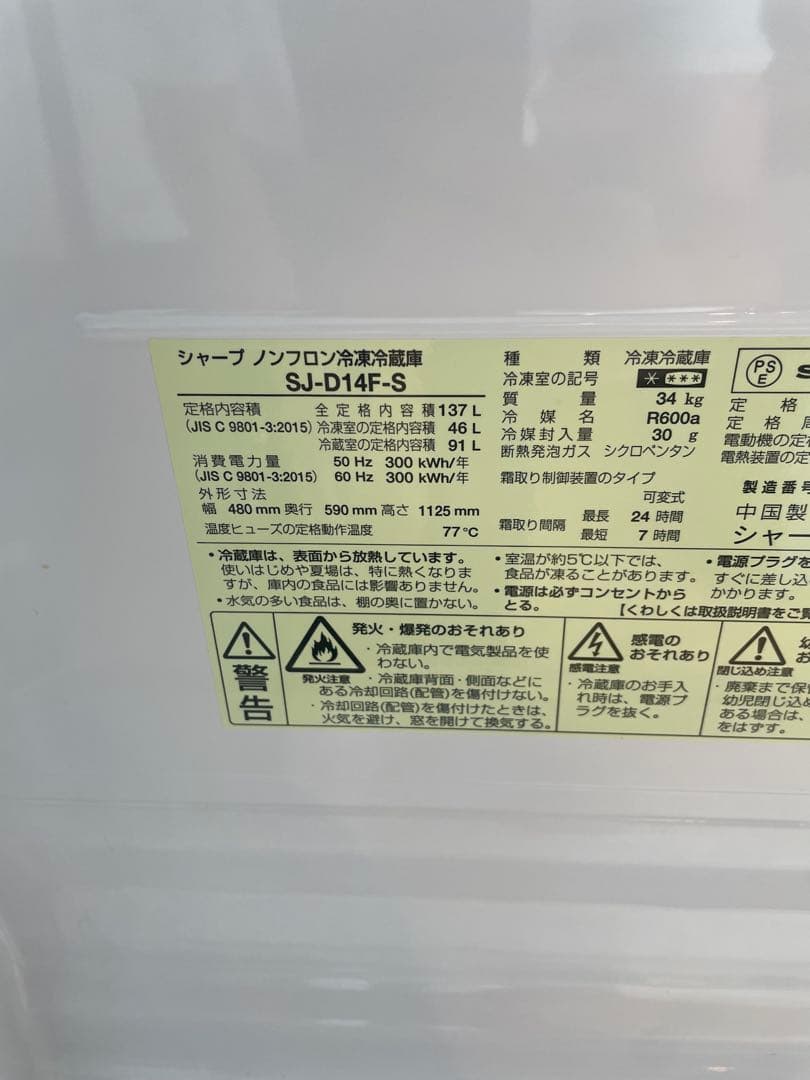 シャープ ノンフロン冷凍冷蔵庫
SJ-D14F-S
定格内容積 全定格内容積 137 L
(JIS C 9801-3:2015) 冷凍室の定格内容積 46 L
冷蔵室の定格内容積 91 L
消費電力量 50 Hz 300 kWh/年
(JIS C 9801-3:2015) 60 Hz 300 kWh/年
外形寸法
幅 480 mm 奥行 590 mm 高さ 1125 mm
温度ヒューズの定格動作温度 77℃
種類 冷凍冷蔵庫
冷凍室の記号 * ***
質量 34 kg
冷媒名 R600a
冷媒封入量 30 g
断熱発泡ガス シクロペンタン
霜取り制御装置のタイプ
可変式
霜取り間隔 最長 24 時間
最短 7 時間
PS
E
S
定格
定格
電動機の定
電熱装置の定
製造番号
中国製
シャー
・冷蔵庫は、表面から放熱しています。
使いはじめや夏場は、特に熱くなりま
すが、庫内の食品には影響ありません。
・水気の多い食品は、棚の奥に置かない。
・室温が約5℃以下では、
食品が凍ることがあります。
・電源は必ずコンセントから
とる。
・電源プラグを
すぐに差し込
かかります。
【くわしくは取扱説明書をご覧
警告
発火注意
発火・爆発のおそれあり
・冷蔵庫内で電気製品を使
わない。
・冷蔵庫背面・側面などに
ある冷却回路(配管)を傷付けない。
・冷却回路(配管)を傷付けたときは、
火気を避け、窓を開けて換気する。
感電注意
感電の
おそれあり
・冷蔵庫のお手入
れ時は、電源プ
ラグを抜く。
閉じ込め注意
幼
お
・廃棄まで保
幼児閉じ込め
ある場合は、
をはずす。